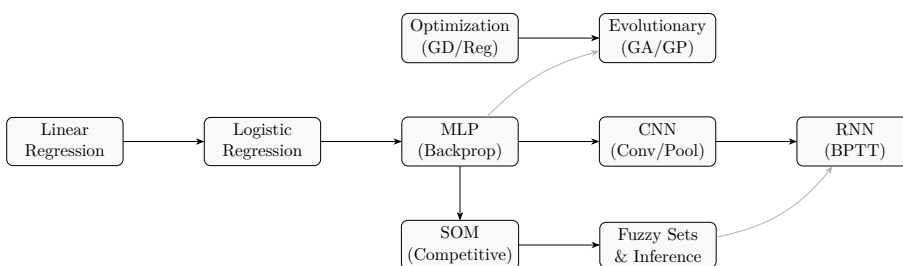 Optimization
(GD/Reg)
Evolutionary
(GA/GP)
Linear
Regression
Logistic
Regression
MLP
(Backprop)
CNN
(Conv/Pool)
RNN
(BPTT)
SOM
(Competitive)
Fuzzy Sets
& Inference